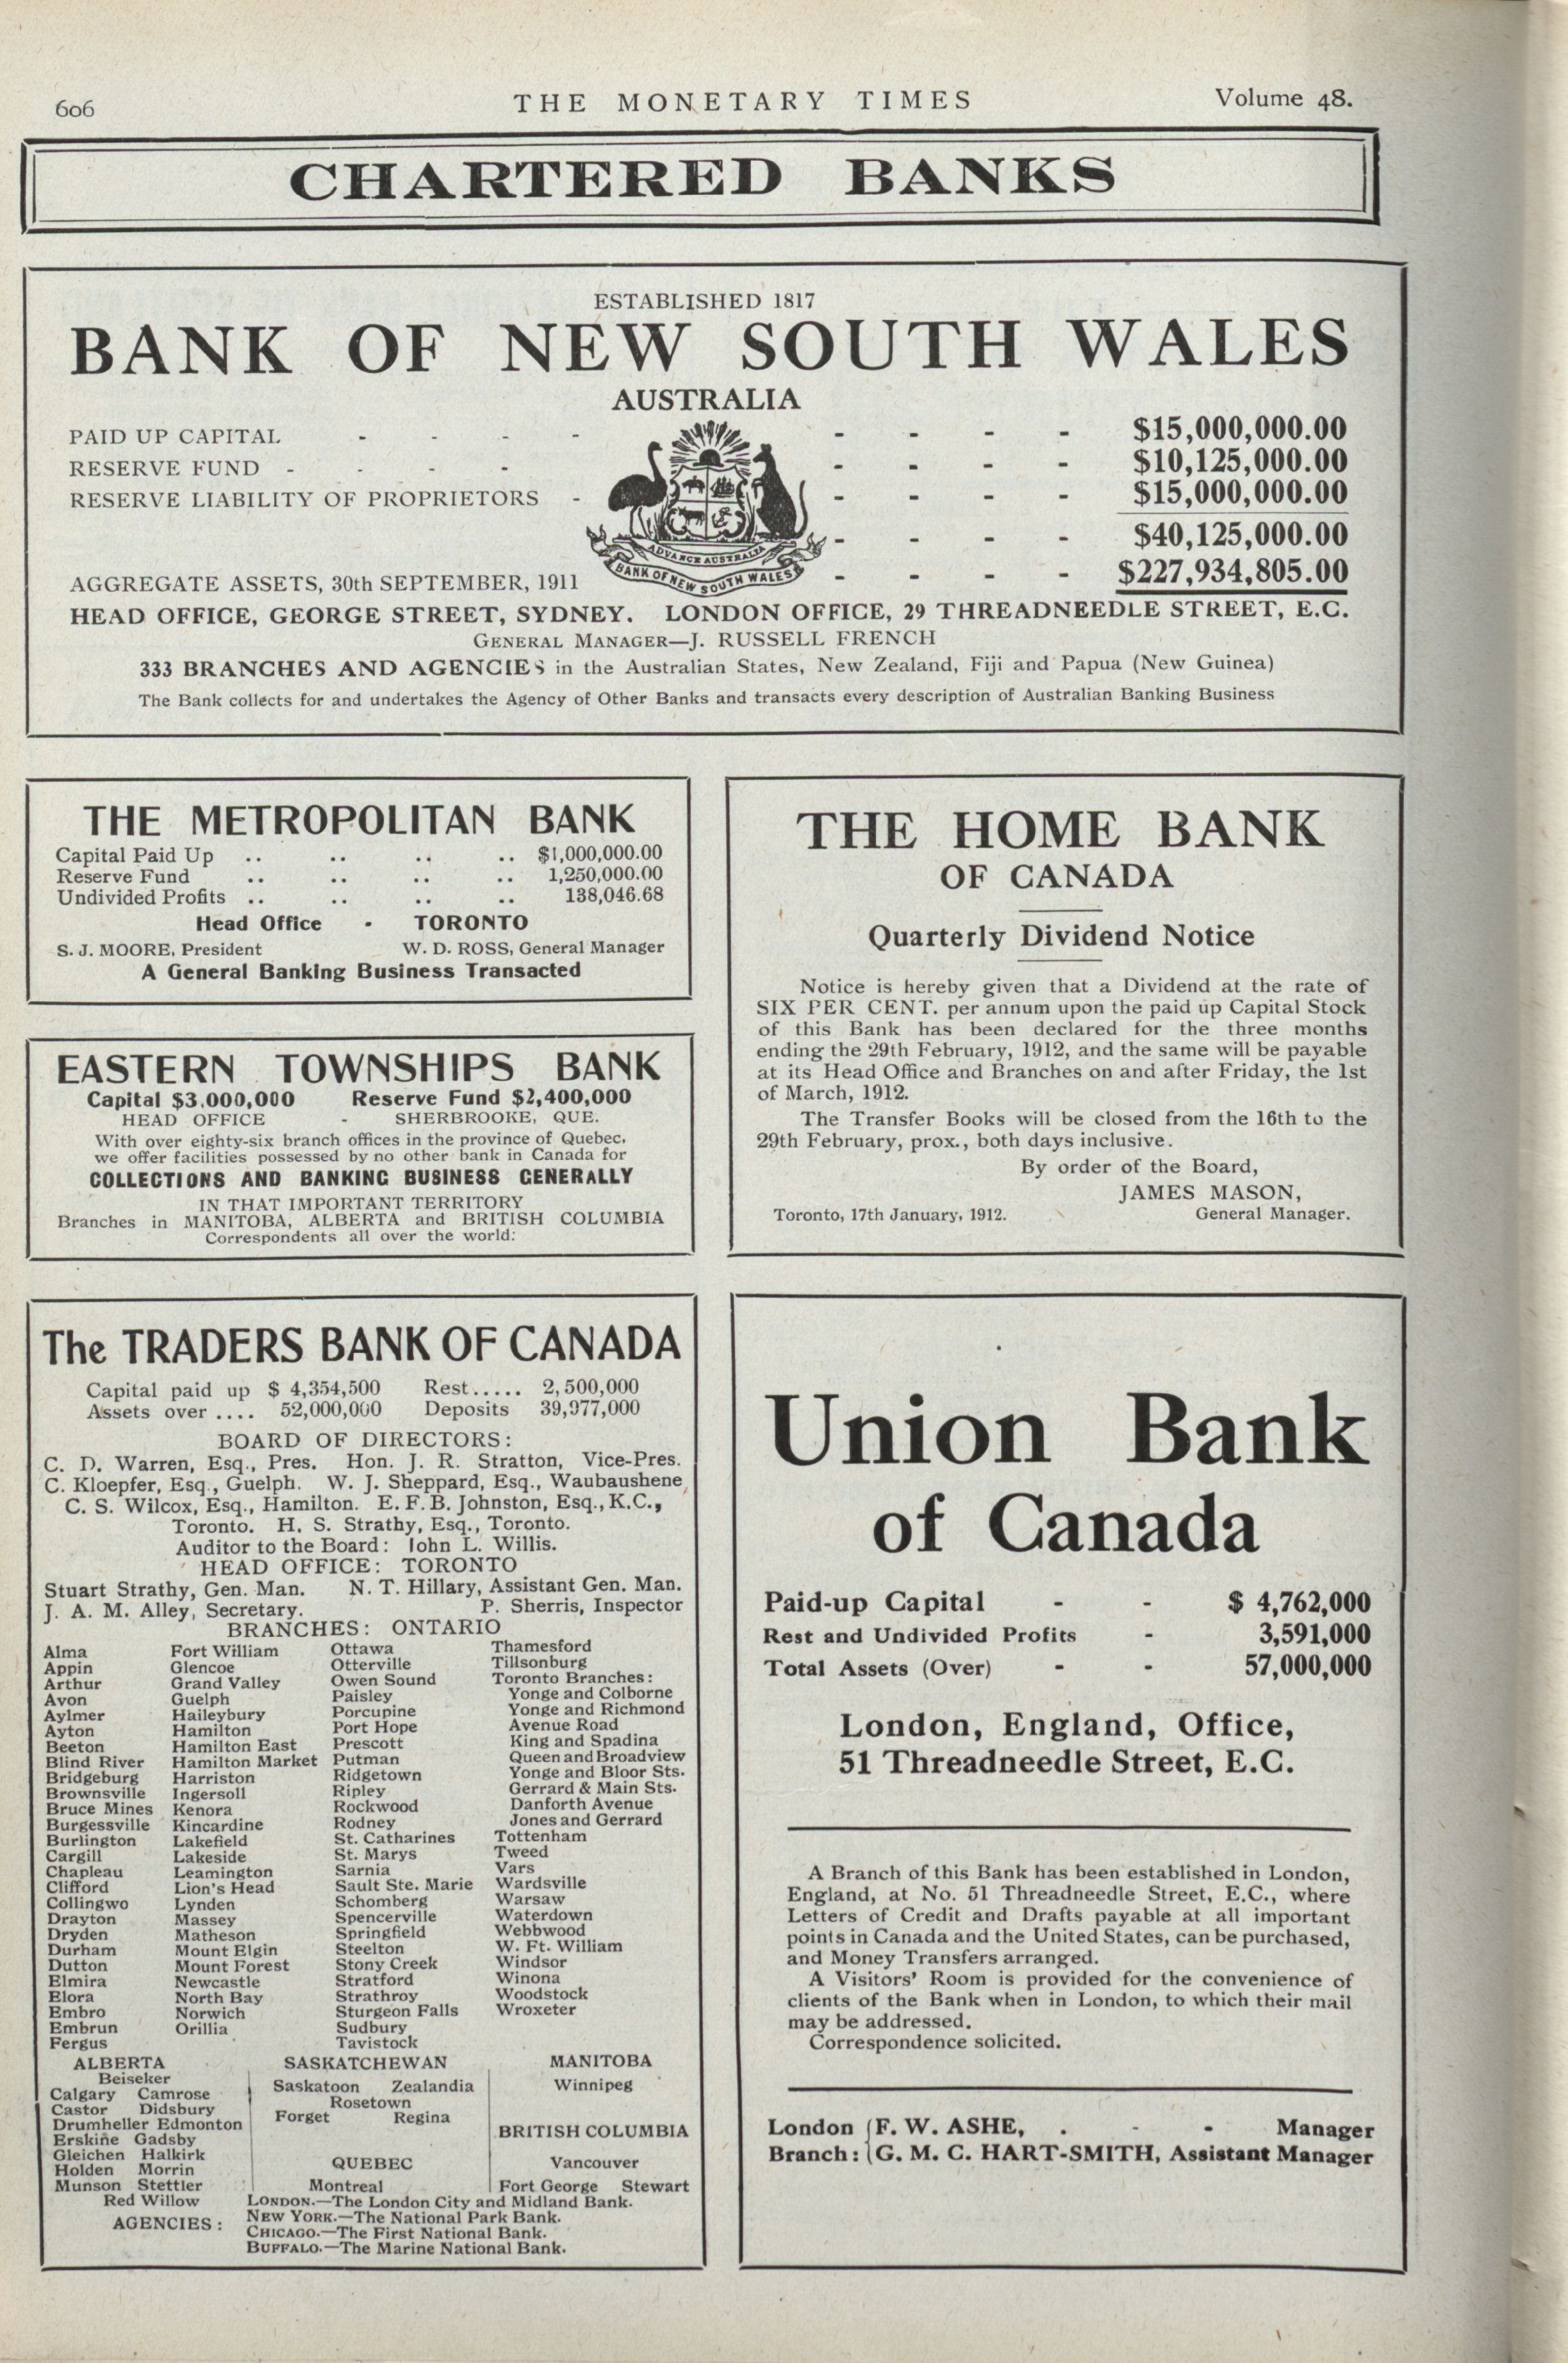 606
THE MONETARY TIMES
Volume 48.
CHARTERED BANKS
ESTABLISHED 1817
BANK OF NEW SOUTH WALES
AUSTRALIA
PAID UP CAPITAL - - - - - - - - $15,000,000.00
RESERVE FUND - - - - - - - - $10,125,000.00
RESERVE LIABILITY OF PROPRIETORS - - - - - $15,000,000.00
- - - - $40,125,000.00
ADVANCE AUSTRALIA
BANK OF NEW SOUTH WALES
AGGREGATE ASSETS, 30th SEPTEMBER, 1911 - - - - $227,934,805.00
HEAD OFFICE, GEORGE STREET, SYDNEY. LONDON OFFICE, 29 THREADNEEDLE STREET, E.C.
GENERAL MANAGER—J. RUSSELL FRENCH
333 BRANCHES AND AGENCIES in the Australian States, New Zealand, Fiji and Papua (New Guinea)
The Bank collects for and undertakes the Agency of Other Banks and transacts every description of Australian Banking Business
THE METROPOLITAN BANK
Capital Paid Up .. .. .. .. $1,000,000.00
Reserve Fund .. .. .. .. 1,250,000.00
Undivided Profits .. .. .. .. 138,046.68
Head Office - TORONTO
S. J. MOORE, President W. D. ROSS, General Manager
A General Banking Business Transacted
EASTERN TOWNSHIPS BANK
Capital $3,000,000 Reserve Fund $2,400,000
HEAD OFFICE - SHERBROOKE, QUE.
With over eighty-six branch offices in the province of Quebec,
we offer facilities possessed by no other bank in Canada for
COLLECTIONS AND BANKING BUSINESS GENERALLY
IN THAT IMPORTANT TERRITORY
Branches in MANITOBA, ALBERTA and BRITISH COLUMBIA
Correspondents all over the world.
THE HOME BANK
OF CANADA
Quarterly Dividend Notice
Notice is hereby given that a Dividend at the rate of
SIX PER CENT. per annum upon the paid up Capital Stock
of this Bank has been declared for the three months
ending the 29th February, 1912, and the same will be payable
at its Head Office and Branches on and after Friday, the 1st
of March, 1912.
The Transfer Books will be closed from the 16th to the
29th February, prox., both days inclusive.
By order of the Board,
JAMES MASON,
Toronto, 17th January, 1912. General Manager.
The TRADERS BANK OF CANADA
Capital paid up $ 4,354,500 Rest..... 2,500,000
Assets over .... 52,000,000 Deposits 39,977,000
BOARD OF DIRECTORS:
C. D. Warren, Esq., Pres. Hon. J. R. Stratton, Vice-Pres.
C. Kloepfer, Esq., Guelph. W. J. Sheppard, Esq., Waubaushene,
C. S. Wilcox, Esq., Hamilton. E. F. B. Johnston, Esq., K.C.,
Toronto. H. S. Strathy, Esq., Toronto.
Auditor to the Board: John L. Willis.
HEAD OFFICE: TORONTO
Stuart Strathy, Gen. Man. N. T. Hillary, Assistant Gen. Man.
J. A. M. Alley, Secretary. P. Sherris, Inspector
BRANCHES: ONTARIO
Alma Fort William Ottawa Thamesford
Appin Glencoe Otterville Tillsonburg
Arthur Grand Valley Owen Sound Toronto Branches:
Avon Guelph Paisley Yonge and Colborne
Aylmer Haileybury Porcupine Yonge and Richmond
Ayton Hamilton Port Hope Avenue Road
Beeton Hamilton East Prescott King and Spadina
Blind River Hamilton Market Putman Queen and Broadview
Bridgeburg Harriston Ridgetown Yonge and Bloor Sts.
Brownsville Ingersoll Ripley Gerrard & Main Sts.
Bruce Mines Kenora Rockwood Danforth Avenue
Burgessville Kincardine Rodney Jones and Gerrard
Burlington Lakefield St. Catharines Tottenham
Cargill Lakeside St. Marys Tweed
Chapleau Leamington Sarnia Vars
Clifford Lion's Head Sault Ste. Marie Wardsville
Collingwo Lynden Schomberg Warsaw
Drayton Massey Spencerville Waterdown
Dryden Matheson Springfield Webbwood
Durham Mount Elgin Steelton W. Ft. William
Dutton Mount Forest Stony Creek Windsor
Elmira Newcastle Stratford Winona
Elora North Bay Strathroy Woodstock
Embro Norwich Sturgeon Falls Wroxeter
Embrun Orillia Sudbury
Fergus Tavistock
ALBERTA SASKATCHEWAN MANITOBA
Beiseker Saskatoon Zealandia Winnipeg
Calgary Camrose Rosetown
Castor Didsbury Forget Regina
Drumheller Edmonton BRITISH COLUMBIA
Erskine Gadsby
Gleichen Halkirk QUEBEC Vancouver
Holden Morrin
Munson Stettler Montreal Fort George Stewart
Red Willow LONDON.—The London City and Midland Bank.
AGENCIES: NEW YORK.—The National Park Bank.
CHICAGO.—The First National Bank.
BUFFALO.—The Marine National Bank.
Union Bank
of Canada
Paid-up Capital - - $ 4,762,000
Rest and Undivided Profits - 3,591,000
Total Assets (Over) - - 57,000,000
London, England, Office,
51 Threadneedle Street, E.C.
A Branch of this Bank has been established in London,
England, at No. 51 Threadneedle Street, E.C., where
Letters of Credit and Drafts payable at all important
points in Canada and the United States, can be purchased,
and Money Transfers arranged.
A Visitors' Room is provided for the convenience of
clients of the Bank when in London, to which their mail
may be addressed.
Correspondence solicited.
London {F. W. ASHE, . - - Manager
Branch: {G. M. C. HART-SMITH, Assistant Manager